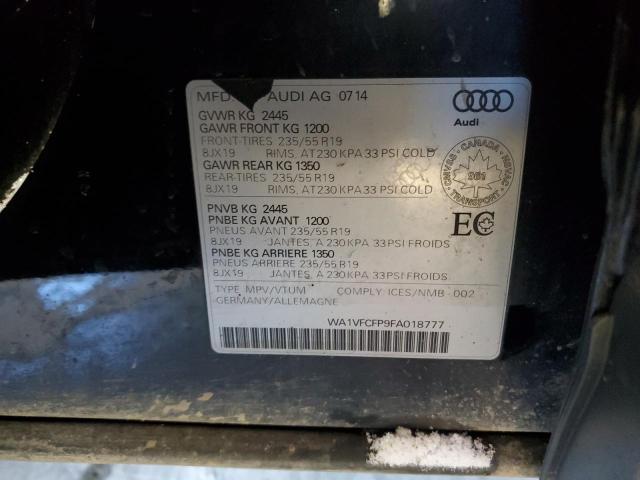 MFD. AUDI AG 0714
GVWR KG 2445
GAWR FRONT KG 1200
FRONT-TIRES 235/55 R19
8JX19 RIMS, AT 230 KPA 33 PSI COLD
GAWR REAR KG 1350
REAR-TIRES 235/55 R19
8JX19 RIMS, AT 230 KPA 33 PSI COLD
PNVB KG 2445
PNBE KG AVANT 1200
PNEUS AVANT 235/55 R19
8JX19 JANTES, A 230 KPA 33 PSI FROIDS
PNBE KG ARRIERE 1350
PNEUS ARRIERE 235/55 R19
8JX19 JANTES, A 230 KPA 33 PSI FROIDS
TYPE: MPV/VTUM COMPLY: ICES/NMB - 002
GERMANY/ALLEMAGNE
WA1VFCFP9FA018777
Audi
CMVSS - CANADA - NSVAC
961
TRANSPORT
EC